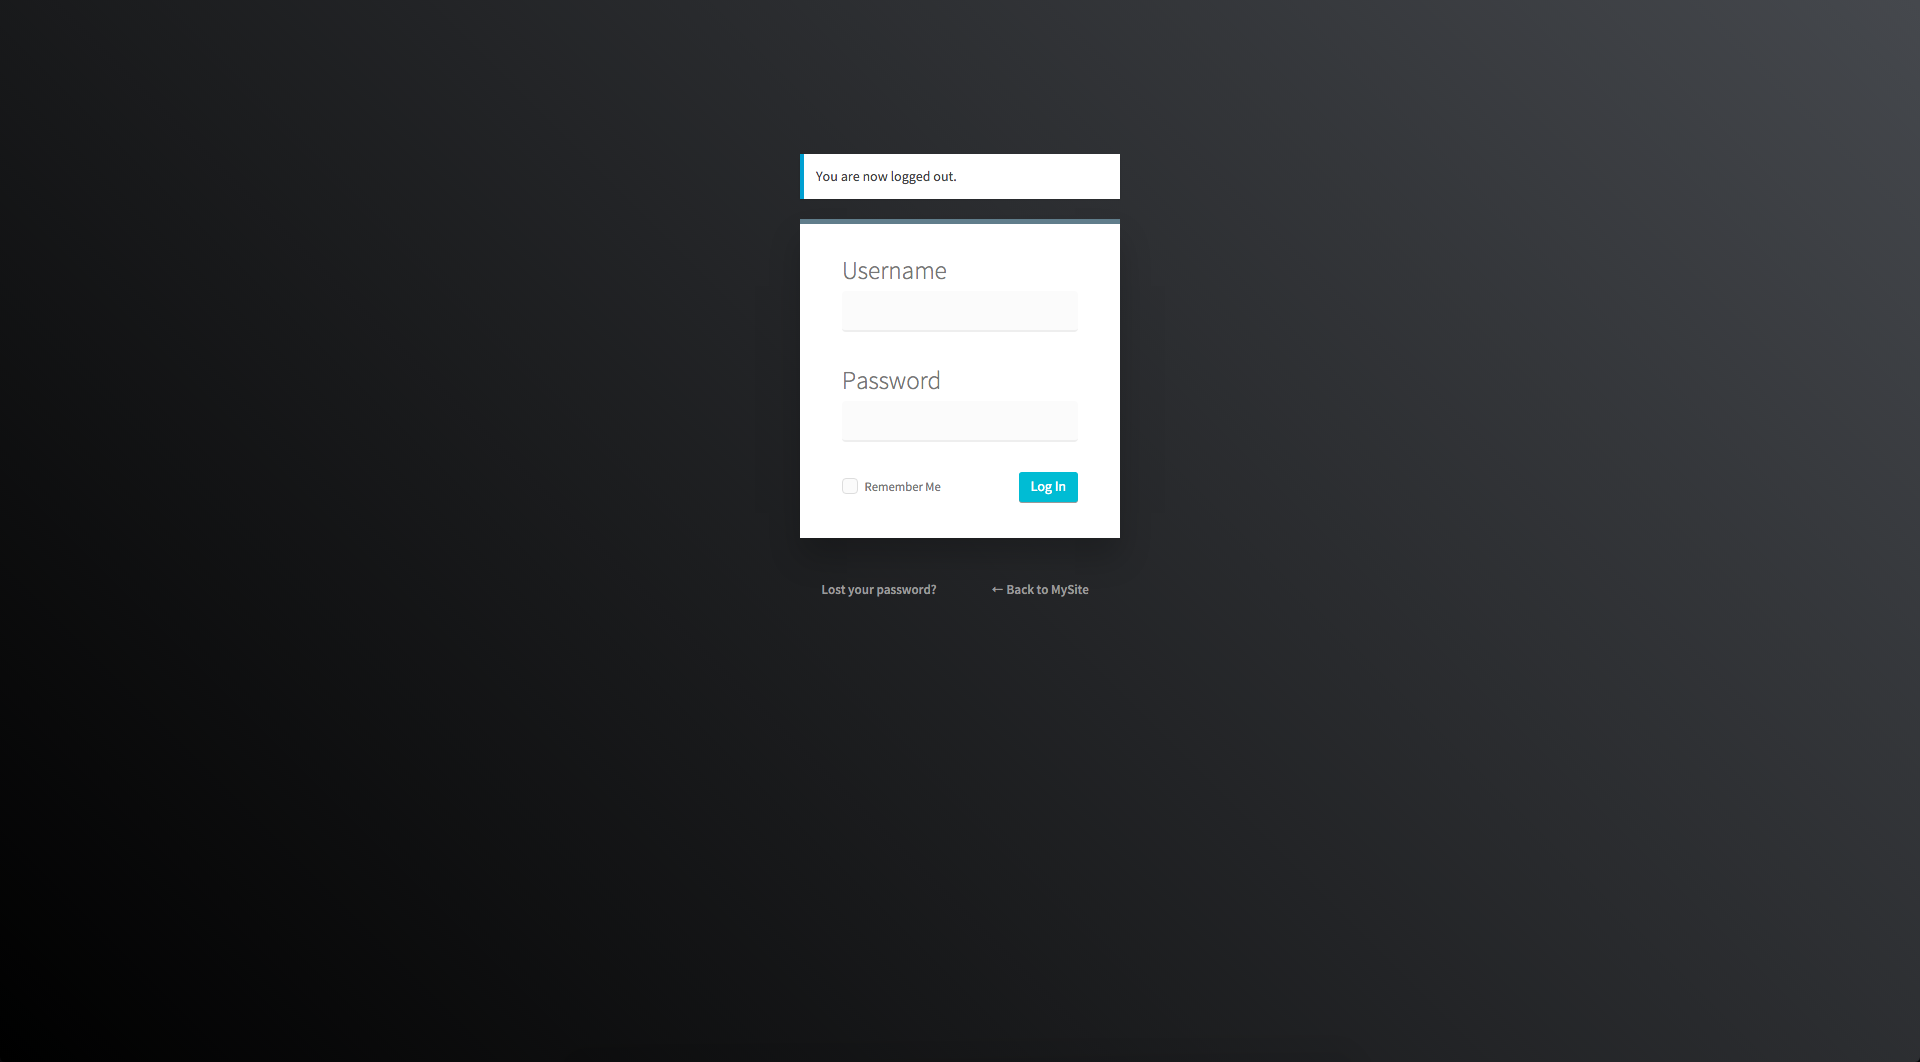 You are now logged out.
Username
Password
Remember Me
Log In
Lost your password?
← Back to MySite